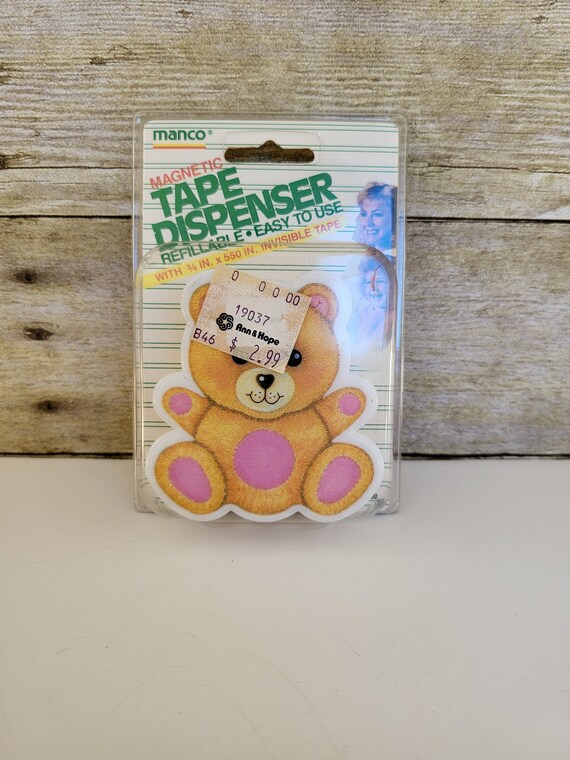 manco®
MAGNETIC
TAPE
DISPENSER
REFILLABLE • EASY TO USE
WITH ¾ IN. x 550 IN. INVISIBLE TAPE
0 0 0 00
19037
Ann & Hope
B46 $ 2.99